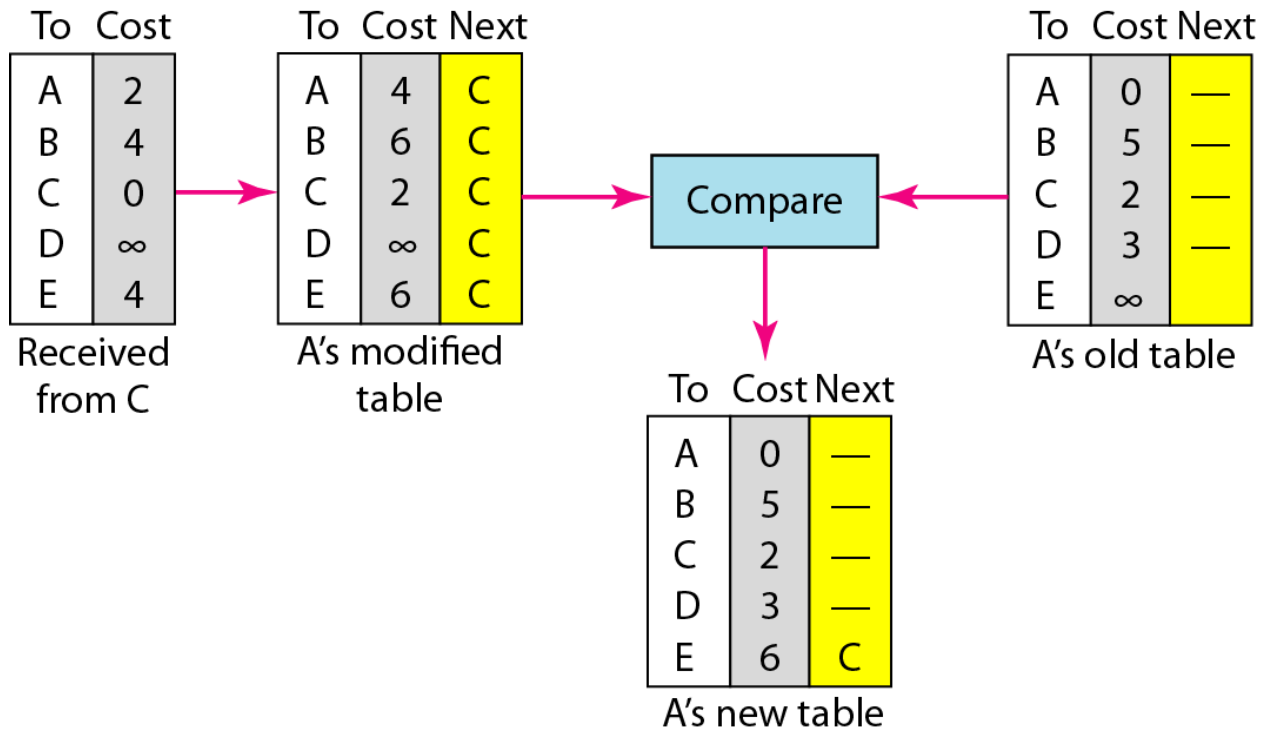 To Cost
A 2
B 4
C 0
D ∞
E 4
Received
from C
To Cost Next
A 4 C
B 6 C
C 2 C
D ∞ C
E 6 C
A's modified
table
Compare
To Cost Next
A 0 —
B 5 —
C 2 —
D 3 —
E ∞
A's old table
To Cost Next
A 0 —
B 5 —
C 2 —
D 3 —
E 6 C
A's new table